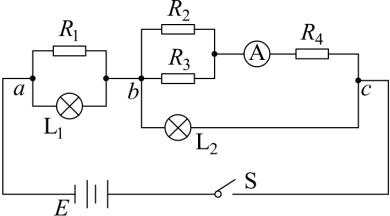 R₂
R₁ R₃ A R₄
a b c
L₁ L₂
E S